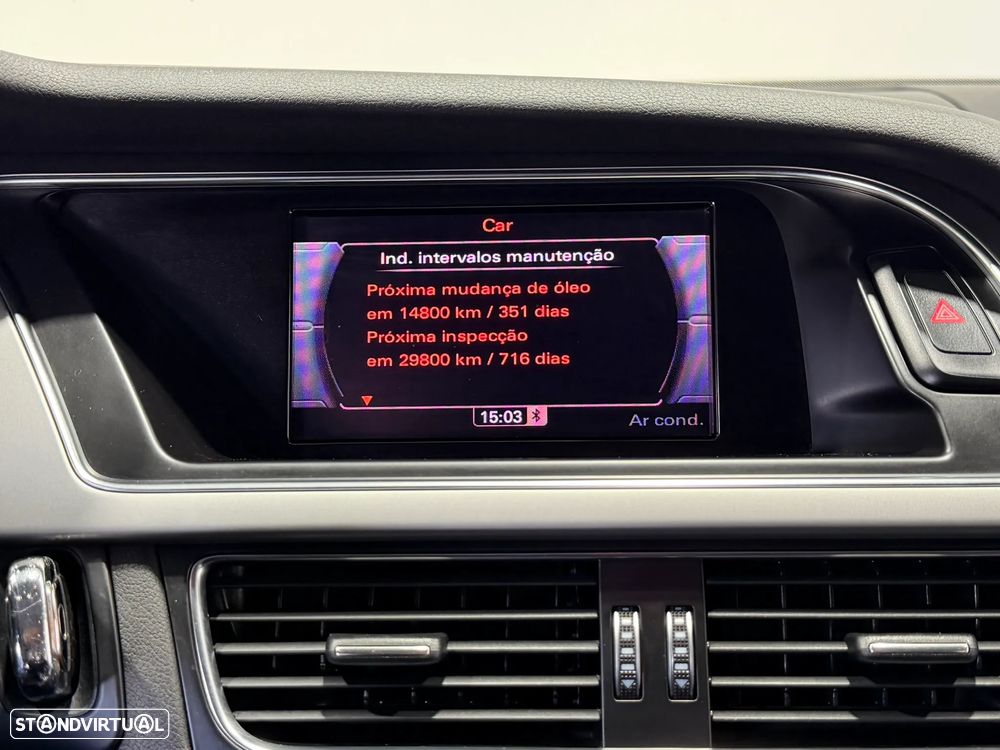 Car
Ind. intervalos manutenção
Próxima mudança de óleo
em 14800 km / 351 dias
Próxima inspecção
em 29800 km / 716 dias
15:03
Ar cond.
STANDVIRTUAL